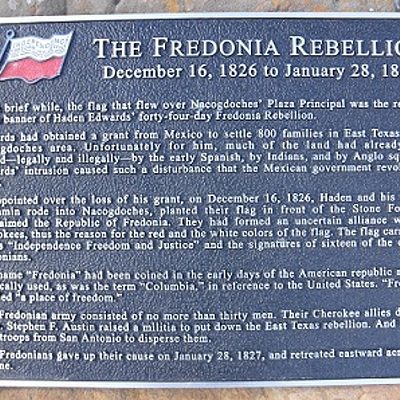 THE FREDONIA REBELLIO
December 16, 1826 to January 28, 18
brief while, the flag that flew over Nacogdoches' Plaza Principal was the re
banner of Haden Edwards' forty-four-day Fredonia Rebellion.
rds had obtained a grant from Mexico to settle 800 families in East Texas
gdoches area. Unfortunately for him, much of the land had already
d—legally and illegally—by the early Spanish, by Indians, and by Anglo sq
rds' intrusion caused such a disturbance that the Mexican government revo
ppointed over the loss of his grant, on December 16, 1826, Haden and his
amin rode into Nacogdoches, planted their flag in front of the Stone Fo
aimed the Republic of Fredonia. They had formed an uncertain alliance w
okees, thus the reason for the red and the white colors of the flag. The flag car
s "Independence Freedom and Justice" and the signatures of sixteen of the
onians.
name "Fredonia" had been coined in the early days of the American republic
ically used, as was the term "Columbia," in reference to the United States. "Fr
ed "a place of freedom."
Fredonian army consisted of no more than thirty men. Their Cherokee allies d
. Stephen F. Austin raised a militia to put down the East Texas rebellion. And
troops from San Antonio to disperse them.
Fredonians gave up their cause on January 28, 1827, and retreated eastward acr
ne.